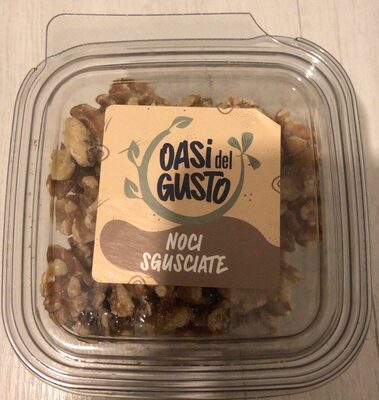 OASi del
GUSTO
NOCI
SGUSCIATE